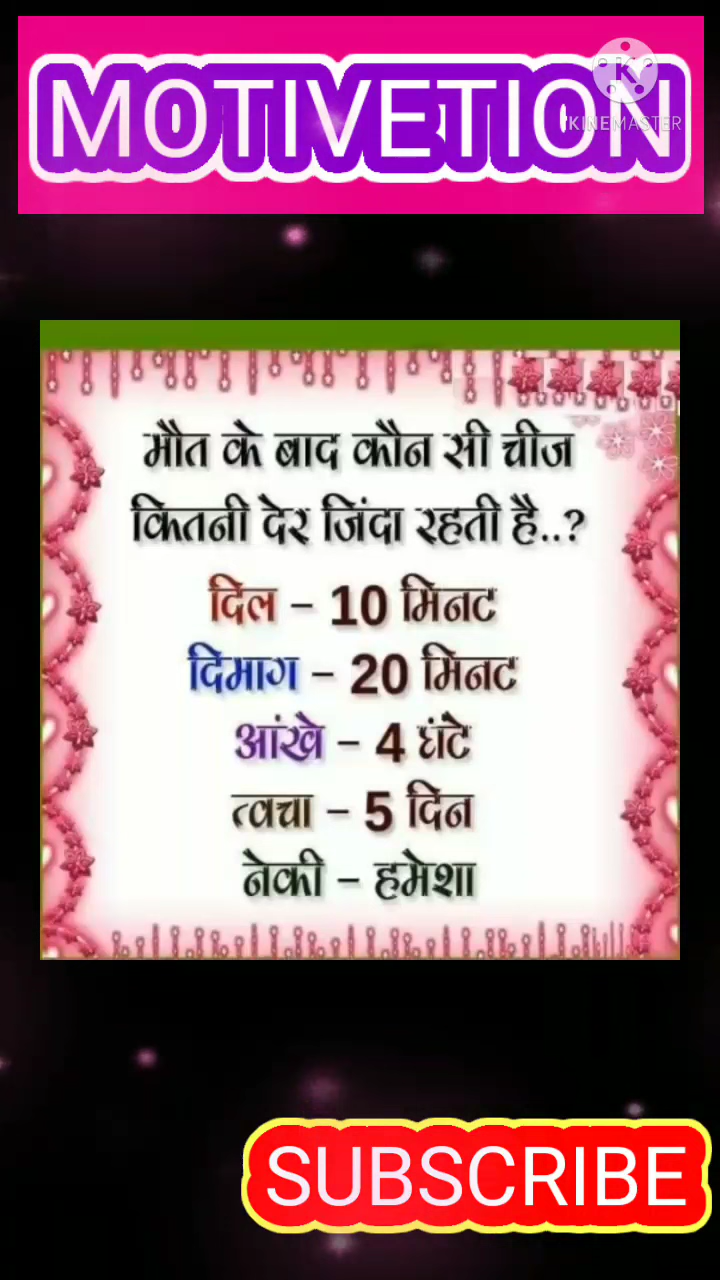 MOTIVETION
KINEMASTER
मौत के बाद कौन सी चीज
कितनी देर जिंदा रहती है..?
दिल – 10 मिनट
दिमाग – 20 मिनट
आंखे – 4 घंटे
त्वचा – 5 दिन
नेकी – हमेशा
SUBSCRIBE